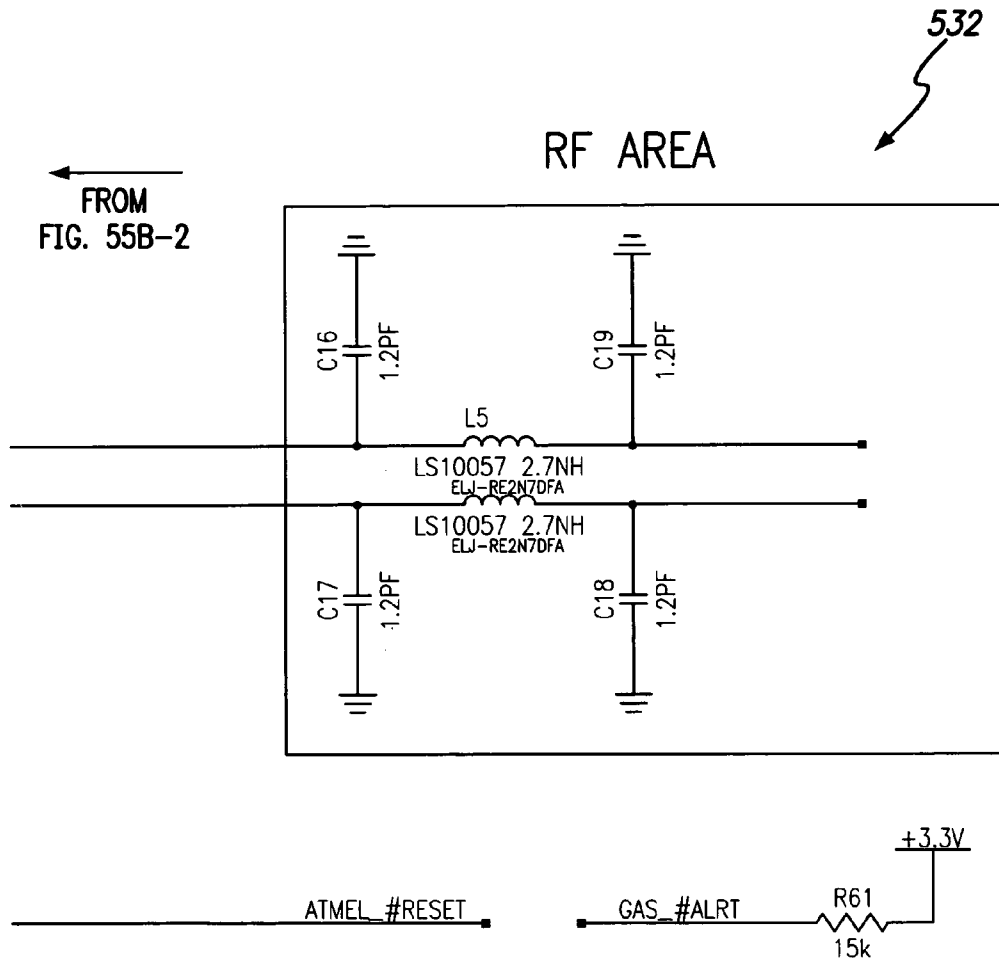 532
RF AREA
FROM
FIG. 55B-2
C16
1.2PF
C19
1.2PF
L5
LS10057 2.7NH
ELJ-RE2N7DFA
LS10057 2.7NH
ELJ-RE2N7DFA
C17
1.2PF
C18
1.2PF
+3.3V
ATMEL_#RESET
GAS_#ALRT
R61
15k